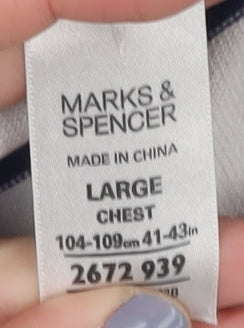 MARKS &
SPENCER
MADE IN CHINA
LARGE
CHEST
104-109cm 41-43in
2672 939